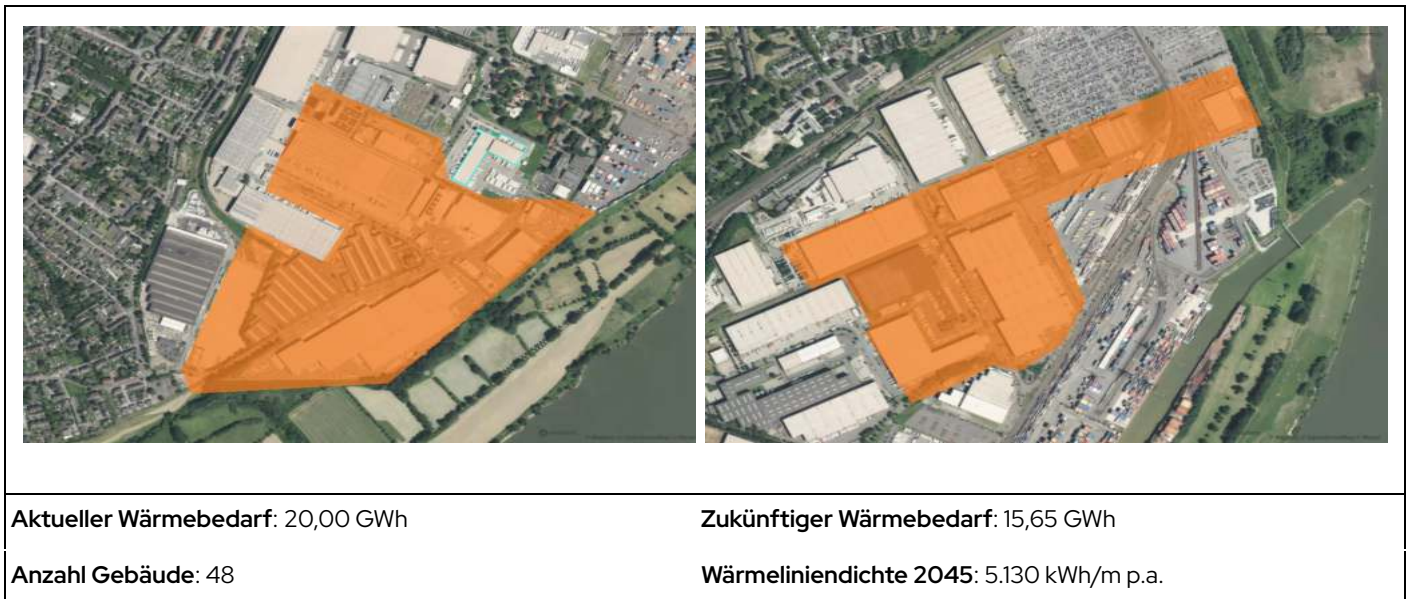 Aktueller Wärmebedarf: 20,00 GWh
Zukünftiger Wärmebedarf: 15,65 GWh
Anzahl Gebäude: 48
Wärmeliniendichte 2045: 5.130 kWh/m p.a.